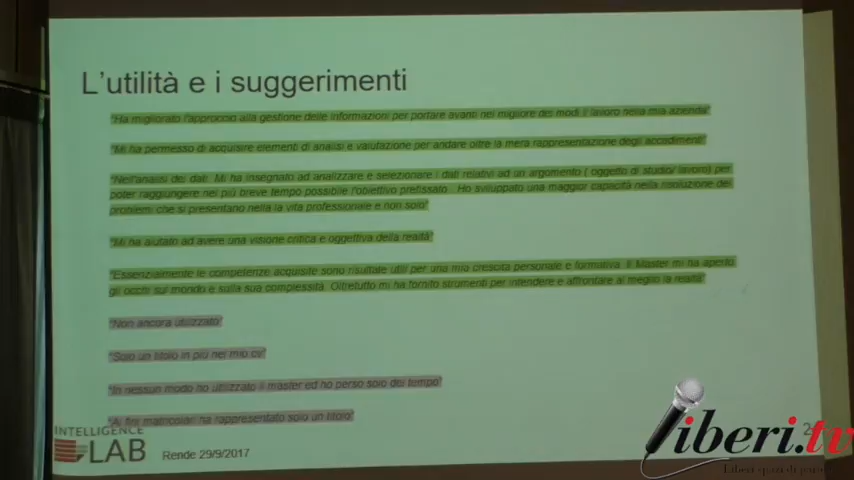 L'utilità e i suggerimenti
"Ha migliorato l'approccio alla gestione delle informazioni per portare avanti nel migliore dei modi il lavoro nella mia azienda"
"Mi ha permesso di acquisire elementi di analisi e valutazione per andare oltre la mera rappresentazione degli accadimenti"
"Nell'analisi dei dati. Mi ha insegnato ad analizzare e selezionare i dati relativi ad un argomento ( oggetto di studio/ lavoro) per
poter raggiungere nel più breve tempo possibile l'obiettivo prefissato . Ho sviluppato una maggior capacità nella risoluzione dei
problemi che si presentano nella la vita professionale e non solo"
"Mi ha aiutato ad avere una visione critica e oggettiva della realtà"
"Essenzialmente le competenze acquisite sono risultate utili per una mia crescita personale e formativa. Il Master mi ha aperto
gli occhi sul mondo e sulla sua complessità. Oltretutto mi ha fornito strumenti per intendere e affrontare al meglio la realtà"
"Non ancora utilizzato"
"Solo un titolo in più nel mio cv"
"In nessun modo ho utilizzato il master ed ho perso solo del tempo"
"Ai fini matricolari ha rappresentato solo un titolo"
INTELLIGENCE
LAB
Rende 29/9/2017
liberi.tv